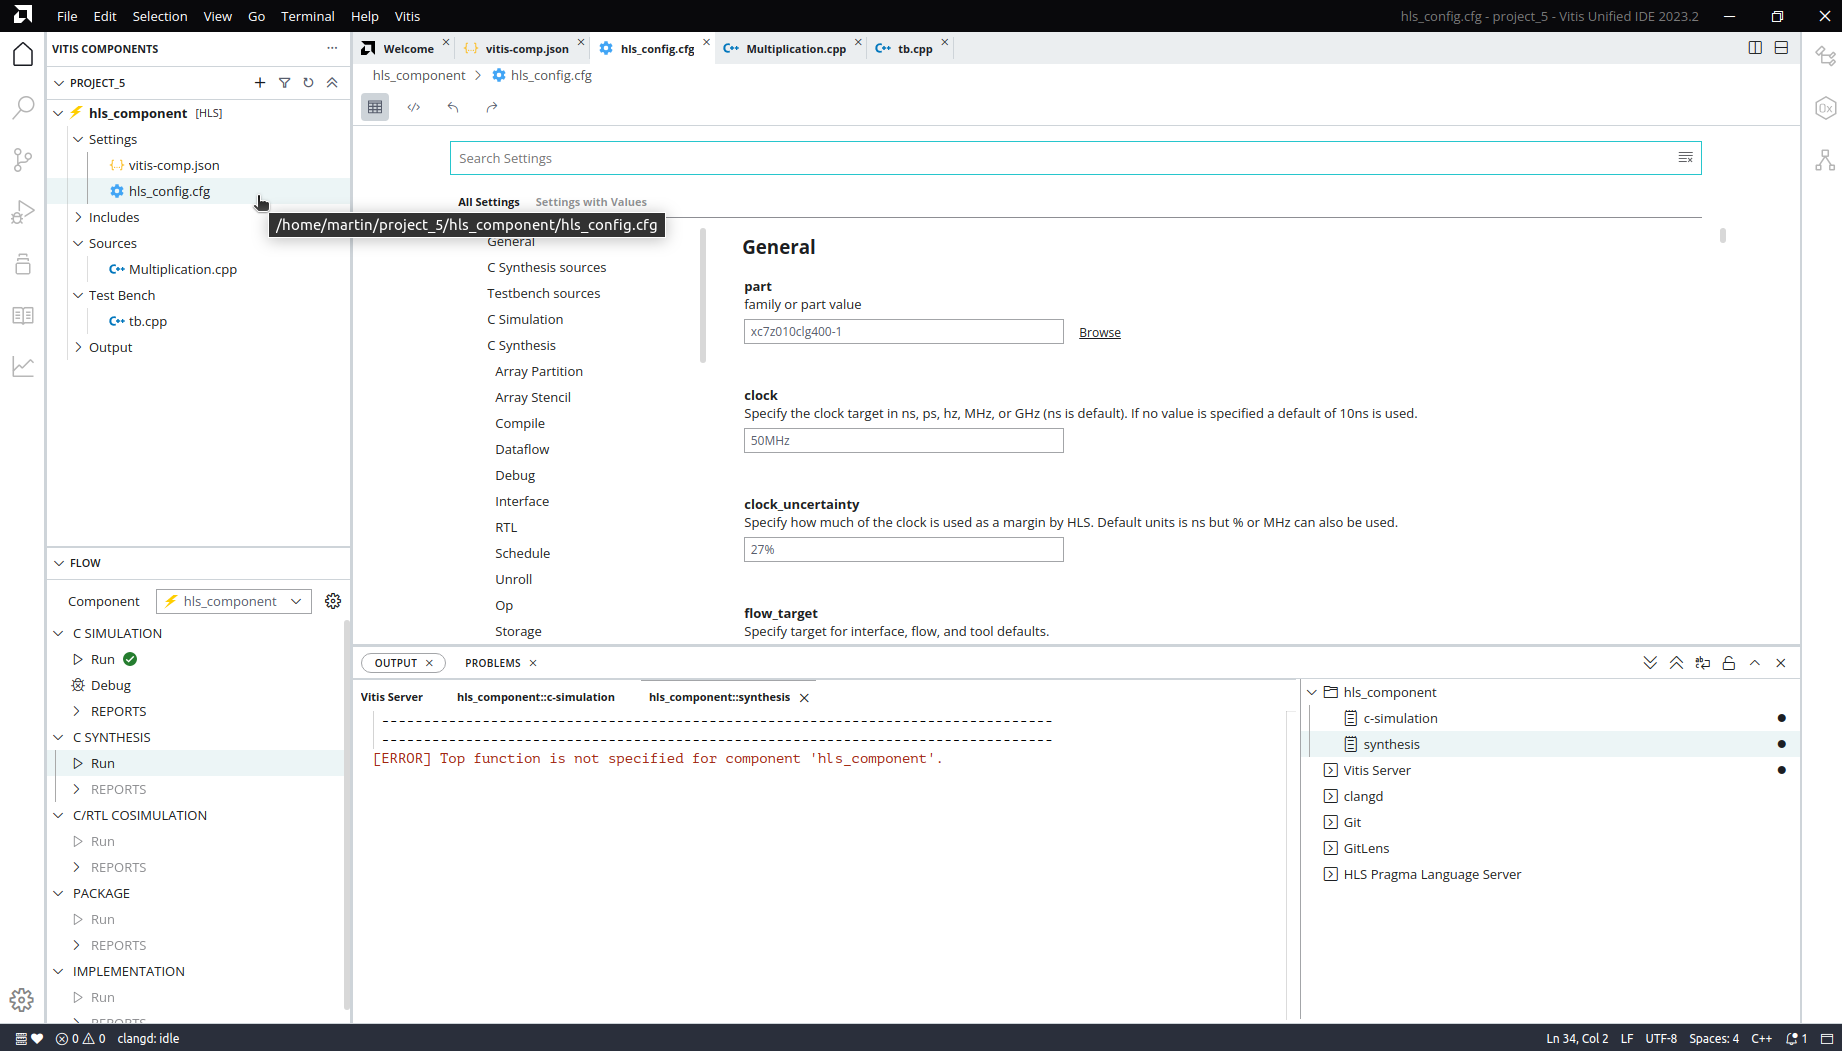 File Edit Selection View Go Terminal Help Vitis
hls_config.cfg - project_5 - Vitis Unified IDE 2023.2
VITIS COMPONENTS
PROJECT_5
hls_component [HLS]
Settings
vitis-comp.json
hls_config.cfg
Includes
Sources
Multiplication.cpp
Test Bench
tb.cpp
Output
FLOW
Component hls_component
C SIMULATION
Run
Debug
REPORTS
C SYNTHESIS
Run
REPORTS
C/RTL COSIMULATION
Run
REPORTS
PACKAGE
Run
REPORTS
IMPLEMENTATION
Run
REPORTS
Welcome vitis-comp.json hls_config.cfg Multiplication.cpp tb.cpp
hls_component > hls_config.cfg
Search Settings
All Settings Settings with Values
/home/martin/project_5/hls_component/hls_config.cfg
General
C Synthesis sources
Testbench sources
C Simulation
C Synthesis
Array Partition
Array Stencil
Compile
Dataflow
Debug
Interface
RTL
Schedule
Unroll
Op
Storage
General
part
family or part value
xc7z010clg400-1 Browse
clock
Specify the clock target in ns, ps, hz, MHz, or GHz (ns is default). If no value is specified a default of 10ns is used.
50MHz
clock_uncertainty
Specify how much of the clock is used as a margin by HLS. Default units is ns but % or MHz can also be used.
27%
flow_target
Specify target for interface, flow, and tool defaults.
OUTPUT PROBLEMS
Vitis Server hls_component::c-simulation hls_component::synthesis
--------------------------------------------------------------------------------
--------------------------------------------------------------------------------
[ERROR] Top function is not specified for component 'hls_component'.
hls_component
c-simulation
synthesis
Vitis Server
clangd
Git
GitLens
HLS Pragma Language Server
0 0 clangd: idle
Ln 34, Col 2 LF UTF-8 Spaces: 4 C++ 1